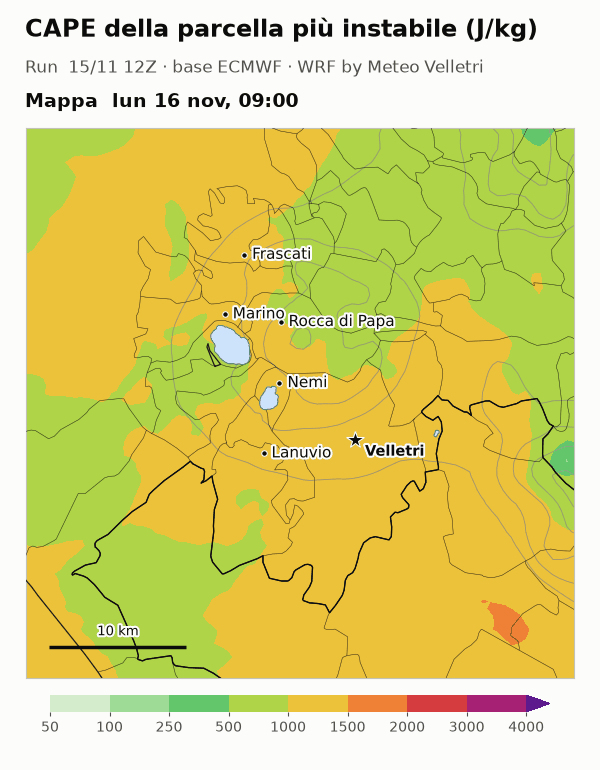 CAPE della parcella più instabile (J/kg)
Run  15/11 12Z · base ECMWF · WRF by Meteo Velletri
Mappa  lun 16 nov, 09:00
Frascati
Marino
Rocca di Papa
Nemi
Velletri
Lanuvio
10 km
50 100 250 500 1000 1500 2000 3000 4000